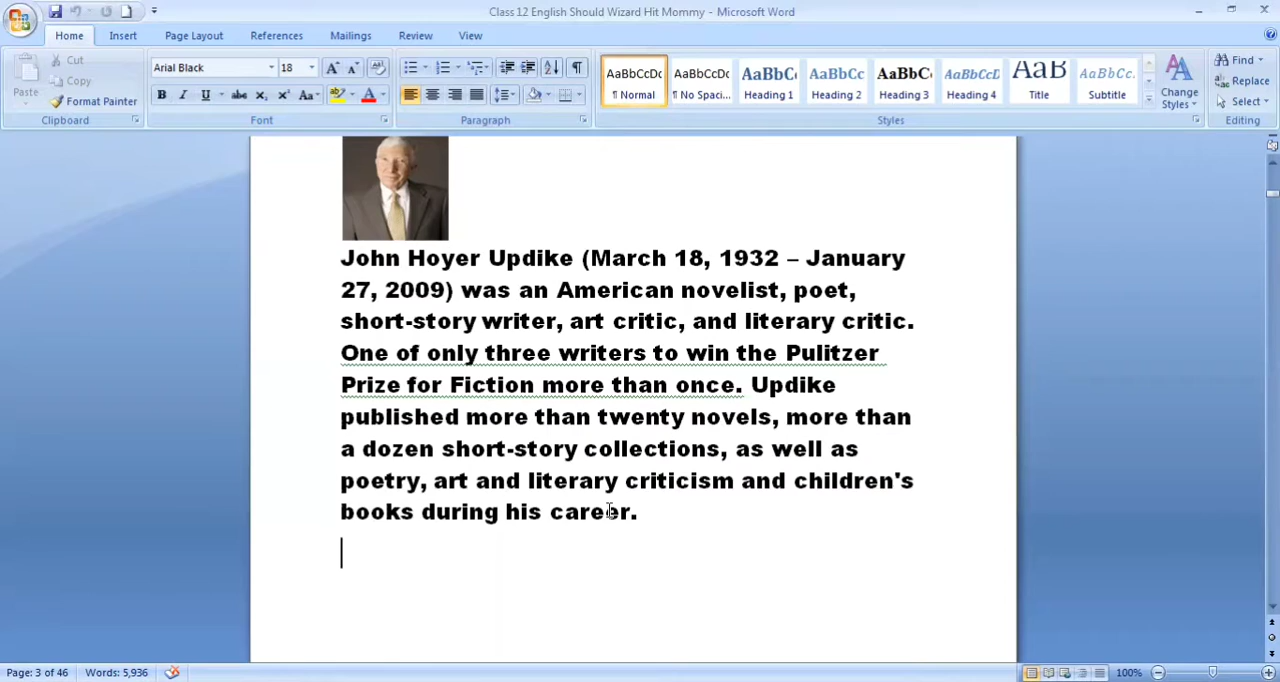 Class 12 English Should Wizard Hit Mommy - Microsoft Word
Home Insert Page Layout References Mailings Review View
Cut
Copy
Paste
Format Painter
Clipboard
Arial Black 18
Font
Paragraph
AaBbCcDc AaBbCcDc AaBbC( AaBbCc AaBbC( AaBbCcD AaB AaBbCc.
¶ Normal ¶ No Spaci... Heading 1 Heading 2 Heading 3 Heading 4 Title Subtitle
Change
Styles
Styles
Find
Replace
Select
Editing
John Hoyer Updike (March 18, 1932 – January
27, 2009) was an American novelist, poet,
short-story writer, art critic, and literary critic.
One of only three writers to win the Pulitzer
Prize for Fiction more than once. Updike
published more than twenty novels, more than
a dozen short-story collections, as well as
poetry, art and literary criticism and children's
books during his career.
Page: 3 of 46 Words: 5,936 100%